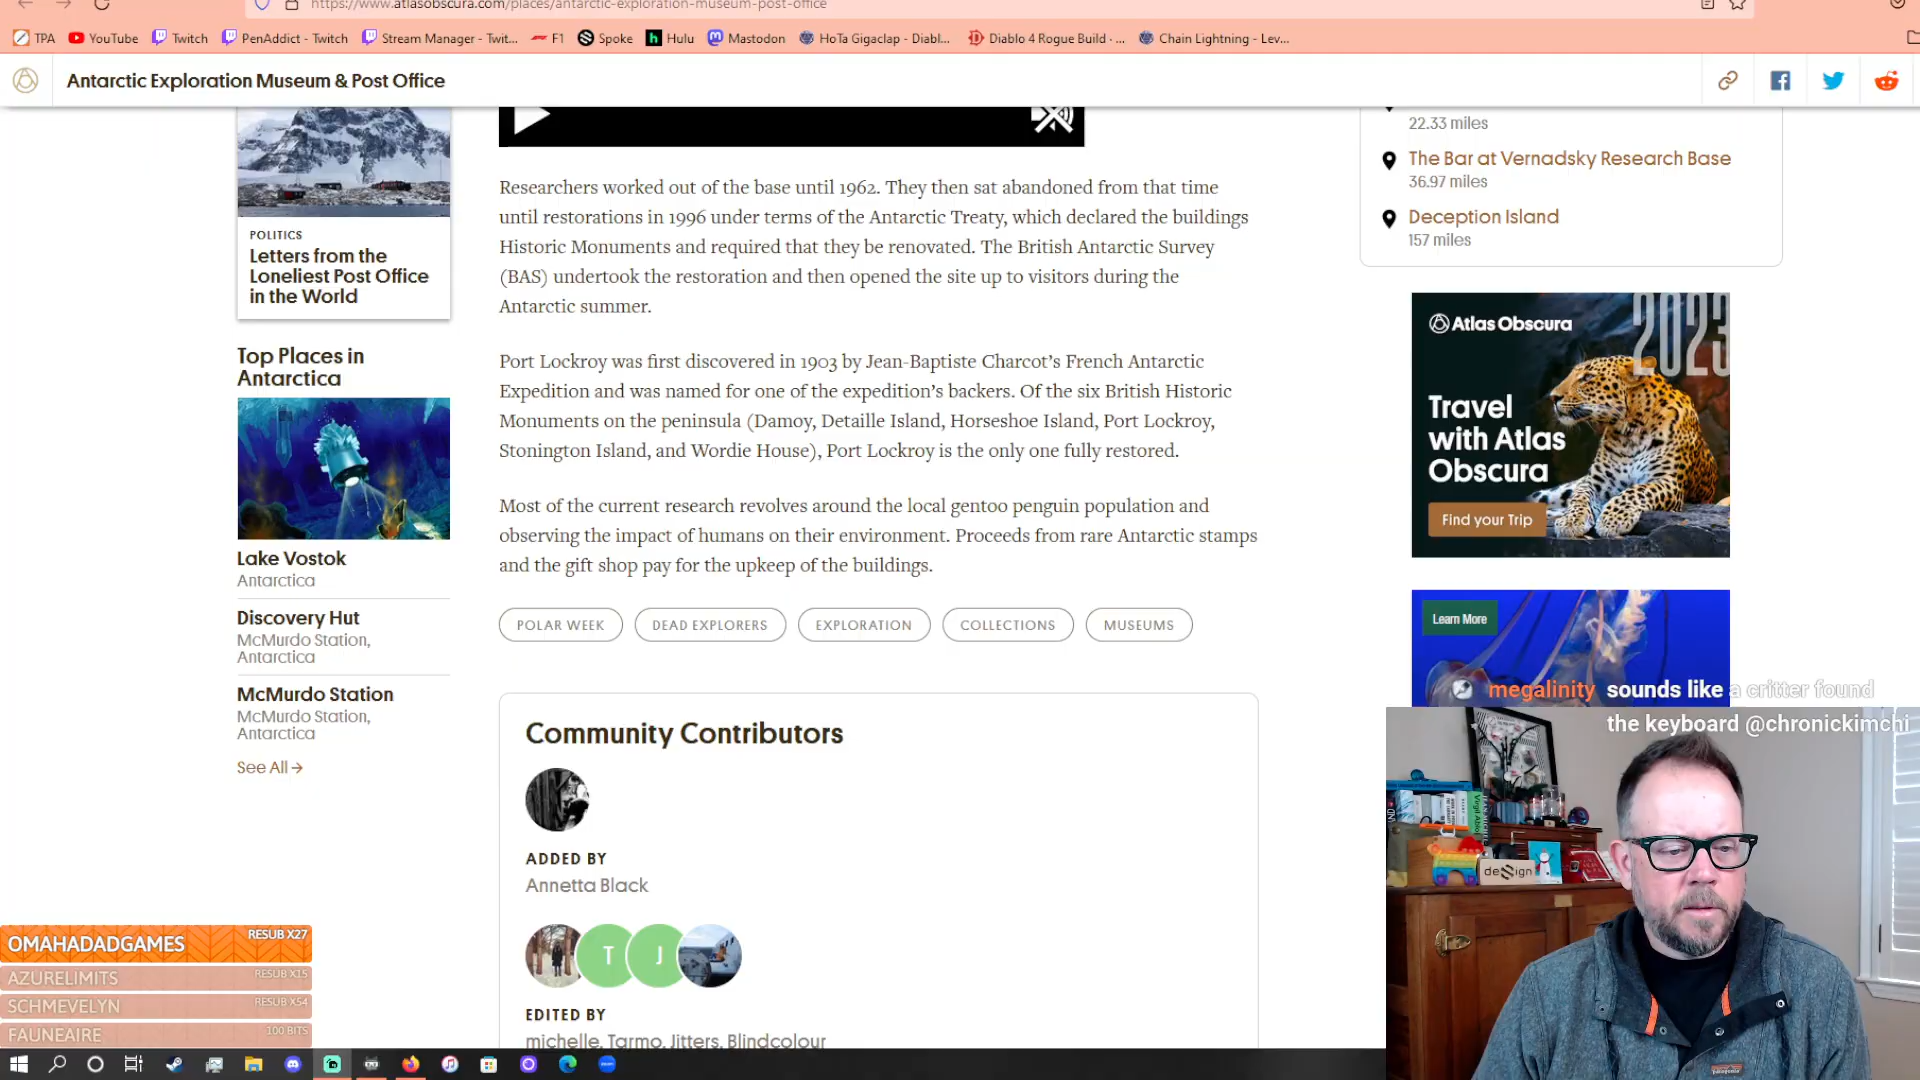 https://www.atlasobscura.com/places/antarctic-exploration-museum-post-office
TPA
YouTube
Twitch
PenAddict - Twitch
Stream Manager - Twit...
F1
Spoke
Hulu
Mastodon
HoTa Gigaclap - Diabl...
Diablo 4 Rogue Build - ...
Chain Lightning - Lev...
Antarctic Exploration Museum & Post Office
POLITICS
Letters from the
Loneliest Post Office
in the World
Top Places in
Antarctica
Lake Vostok
Antarctica
Discovery Hut
McMurdo Station,
Antarctica
McMurdo Station
McMurdo Station,
Antarctica
See All →
Researchers worked out of the base until 1962. They then sat abandoned from that time
until restorations in 1996 under terms of the Antarctic Treaty, which declared the buildings
Historic Monuments and required that they be renovated. The British Antarctic Survey
(BAS) undertook the restoration and then opened the site up to visitors during the
Antarctic summer.
Port Lockroy was first discovered in 1903 by Jean-Baptiste Charcot’s French Antarctic
Expedition and was named for one of the expedition’s backers. Of the six British Historic
Monuments on the peninsula (Damoy, Detaille Island, Horseshoe Island, Port Lockroy,
Stonington Island, and Wordie House), Port Lockroy is the only one fully restored.
Most of the current research revolves around the local gentoo penguin population and
observing the impact of humans on their environment. Proceeds from rare Antarctic stamps
and the gift shop pay for the upkeep of the buildings.
POLAR WEEK
DEAD EXPLORERS
EXPLORATION
COLLECTIONS
MUSEUMS
Community Contributors
ADDED BY
Annetta Black
T
J
EDITED BY
michelle, Tarmo, Jitters, Blindcolour
22.33 miles
The Bar at Vernadsky Research Base
36.97 miles
Deception Island
157 miles
Atlas Obscura
2023
Travel
with Atlas
Obscura
Find your Trip
Learn More
megalinity sounds like a critter found
the keyboard @chronickimchi
deSign
patagonia
OMAHADADGAMES RESUB X27
AZURELIMITS RESUB X15
SCHMEVELYN RESUB X54
FAUNEAIRE 100 BITS